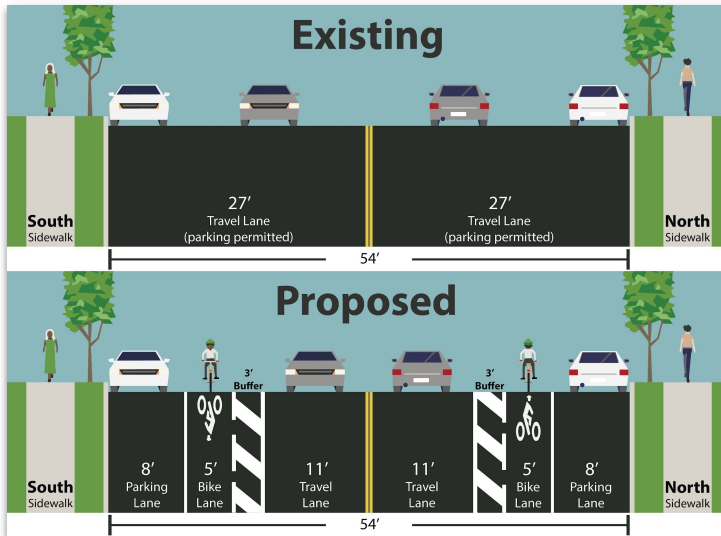 Existing
27′
Travel Lane
(parking permitted)
27′
Travel Lane
(parking permitted)
South
Sidewalk
North
Sidewalk
54′
Proposed
3′
Buffer
3′
Buffer
8′
Parking
Lane
5′
Bike
Lane
11′
Travel
Lane
11′
Travel
Lane
5′
Bike
Lane
8′
Parking
Lane
South
Sidewalk
North
Sidewalk
54′